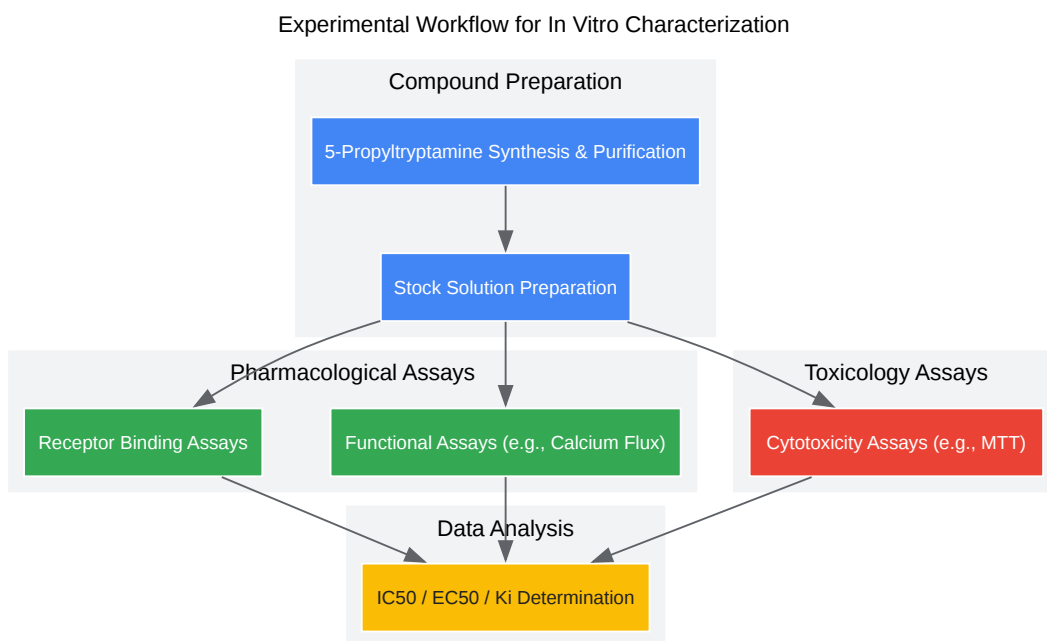 Experimental Workflow for In Vitro Characterization
Compound Preparation
5-Propyltryptamine Synthesis & Purification
Stock Solution Preparation
Pharmacological Assays
Toxicology Assays
Receptor Binding Assays
Functional Assays (e.g., Calcium Flux)
Cytotoxicity Assays (e.g., MTT)
Data Analysis
IC50 / EC50 / Ki Determination